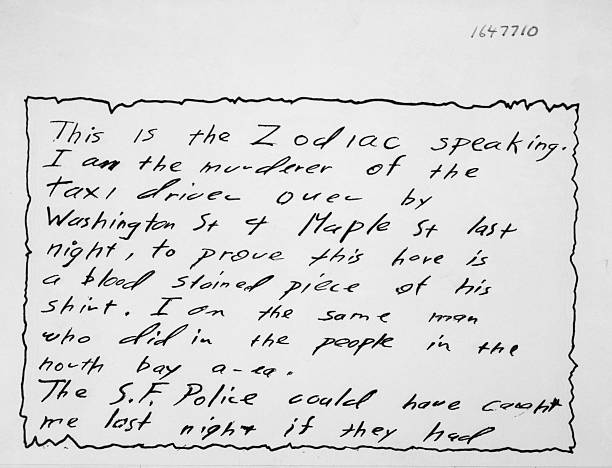 1647710
This is the Zodiac speaking.
I am the murderer of the
taxi driver over by
Washington St & Maple St last
night, to prove this here is
a blood stained piece of his
shirt. I am the same man
who did in the people in the
north bay area.
The S.F. Police could have caught
me last night if they had